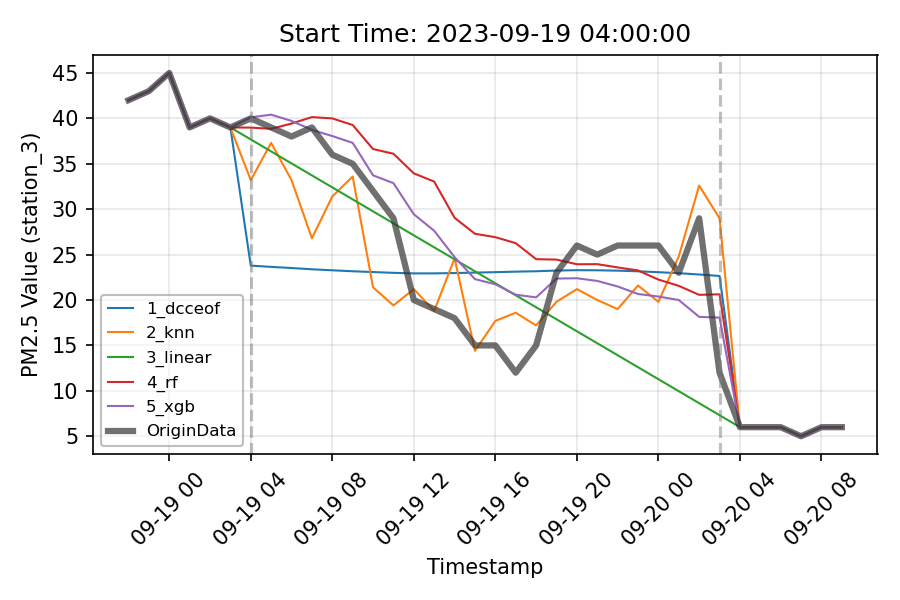 Start Time: 2023-09-19 04:00:00
PM2.5 Value (station_3)
45
40
35
30
25
20
15
10
5
1_dcceof
2_knn
3_linear
4_rf
5_xgb
OriginData
09-19 00
09-19 04
09-19 08
09-19 12
09-19 16
09-19 20
09-20 00
09-20 04
09-20 08
Timestamp